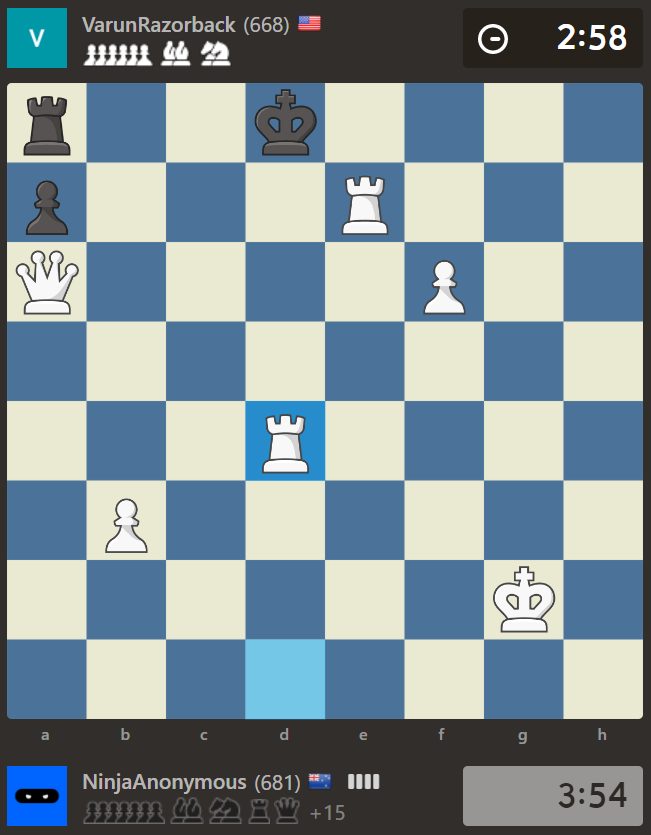 V
VarunRazorback (668)
2:58
a b c d e f g h
NinjaAnonymous (681)
+15
3:54